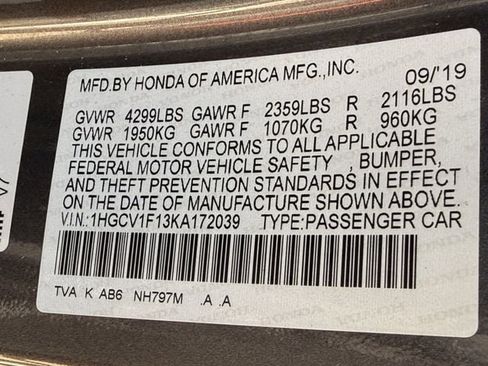 MFD.BY HONDA OF AMERICA MFG.,INC. 09/'19
GVWR 4299LBS GAWR F 2359LBS R 2116LBS
GVWR 1950KG GAWR F 1070KG R 960KG
THIS VEHICLE CONFORMS TO ALL APPLICABLE
FEDERAL MOTOR VEHICLE SAFETY , BUMPER,
AND THEFT PREVENTION STANDARDS IN EFFECT
ON THE DATE OF MANUFACTURE SHOWN ABOVE.
V.I.N.:1HGCV1F13KA172039 TYPE:PASSENGER CAR
TVA K AB6 NH797M .A .A